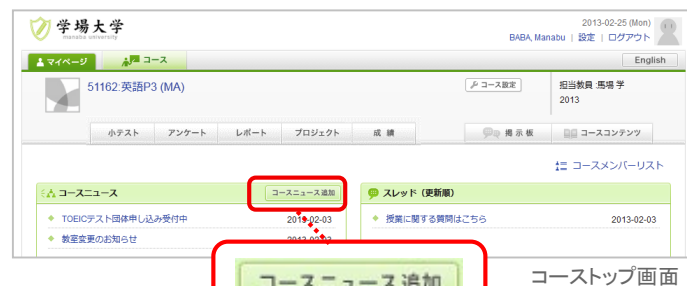 学場大学
manabu university
2013-02-25 (Mon)
BABA, Manabu | 設定 | ログアウト
マイページ
コース
English
51162:英語P3 (MA)
コース設定
担当教員 :馬場 学
2013
小テスト アンケート レポート プロジェクト 成 績 掲 示 板 コースコンテンツ
コースメンバーリスト
コースニュース
コースニュース追加
スレッド (更新順)
TOEICテスト団体申し込み受付中 2013-02-03
授業に関する質問はこちら 2013-02-03
教室変更のお知らせ 2013-02-03
コースニュース追加
コーストップ画面